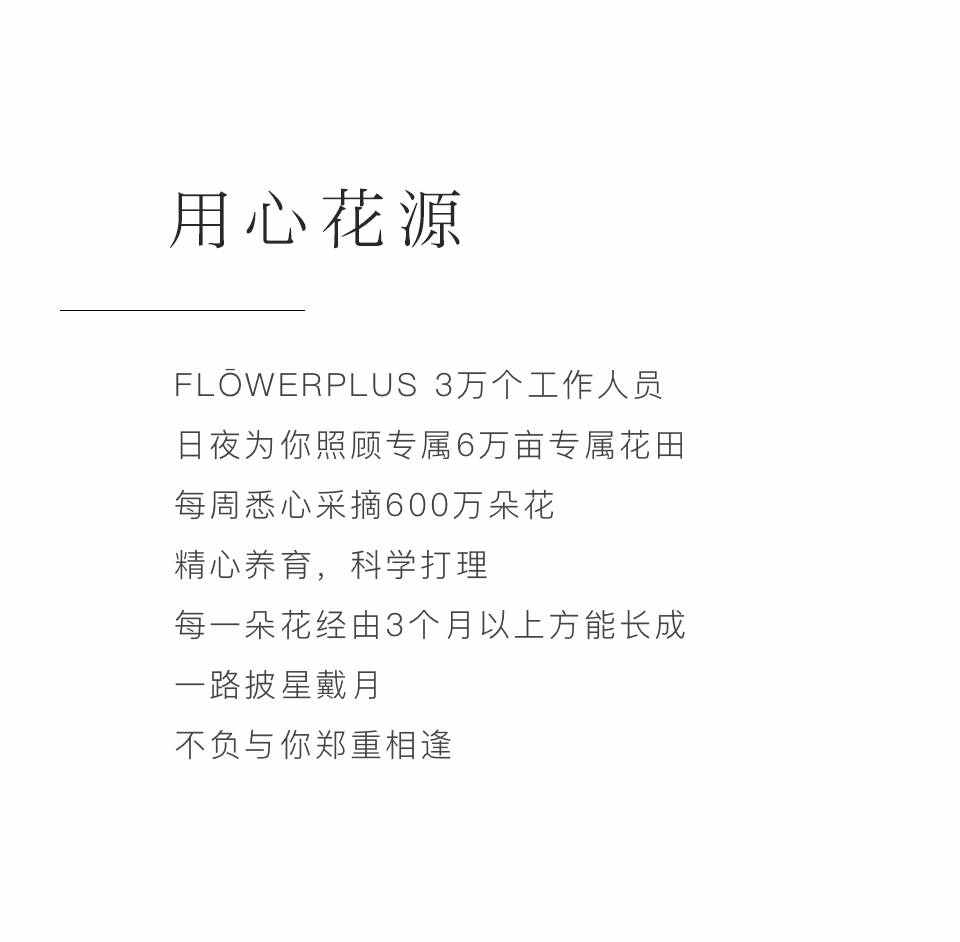 用心花源
FLŌWERPLUS 3万个工作人员
日夜为你照顾专属6万亩专属花田
每周悉心采摘600万朵花
精心养育，科学打理
每一朵花经由3个月以上方能长成
一路披星戴月
不负与你郑重相逢